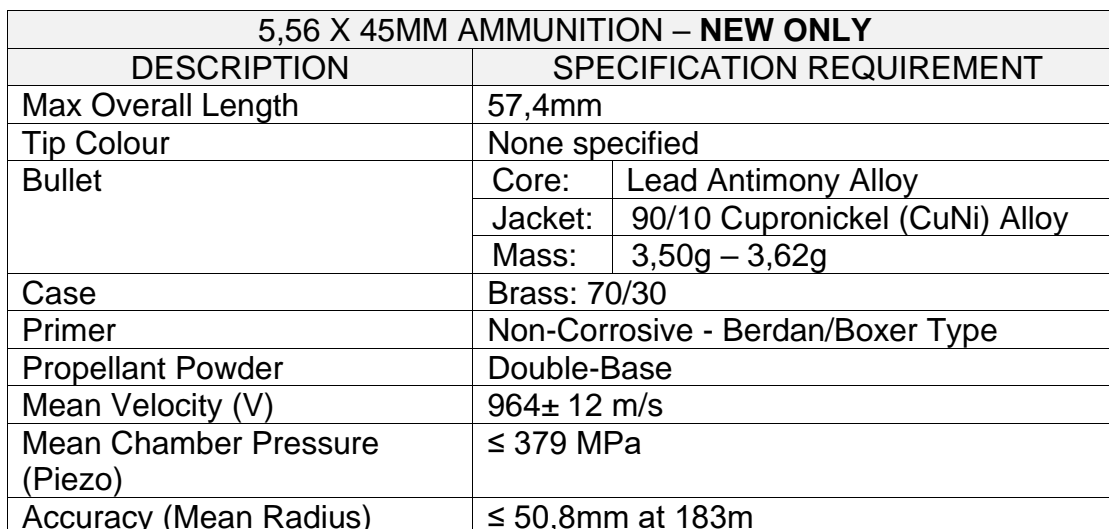 5,56 X 45MM AMMUNITION – NEW ONLY
DESCRIPTION SPECIFICATION REQUIREMENT
Max Overall Length 57,4mm
Tip Colour None specified
Bullet Core: Lead Antimony Alloy
Jacket: 90/10 Cupronickel (CuNi) Alloy
Mass: 3,50g – 3,62g
Case Brass: 70/30
Primer Non-Corrosive - Berdan/Boxer Type
Propellant Powder Double-Base
Mean Velocity (V) 964± 12 m/s
Mean Chamber Pressure ≤ 379 MPa
(Piezo)
Accuracy (Mean Radius) ≤ 50,8mm at 183m